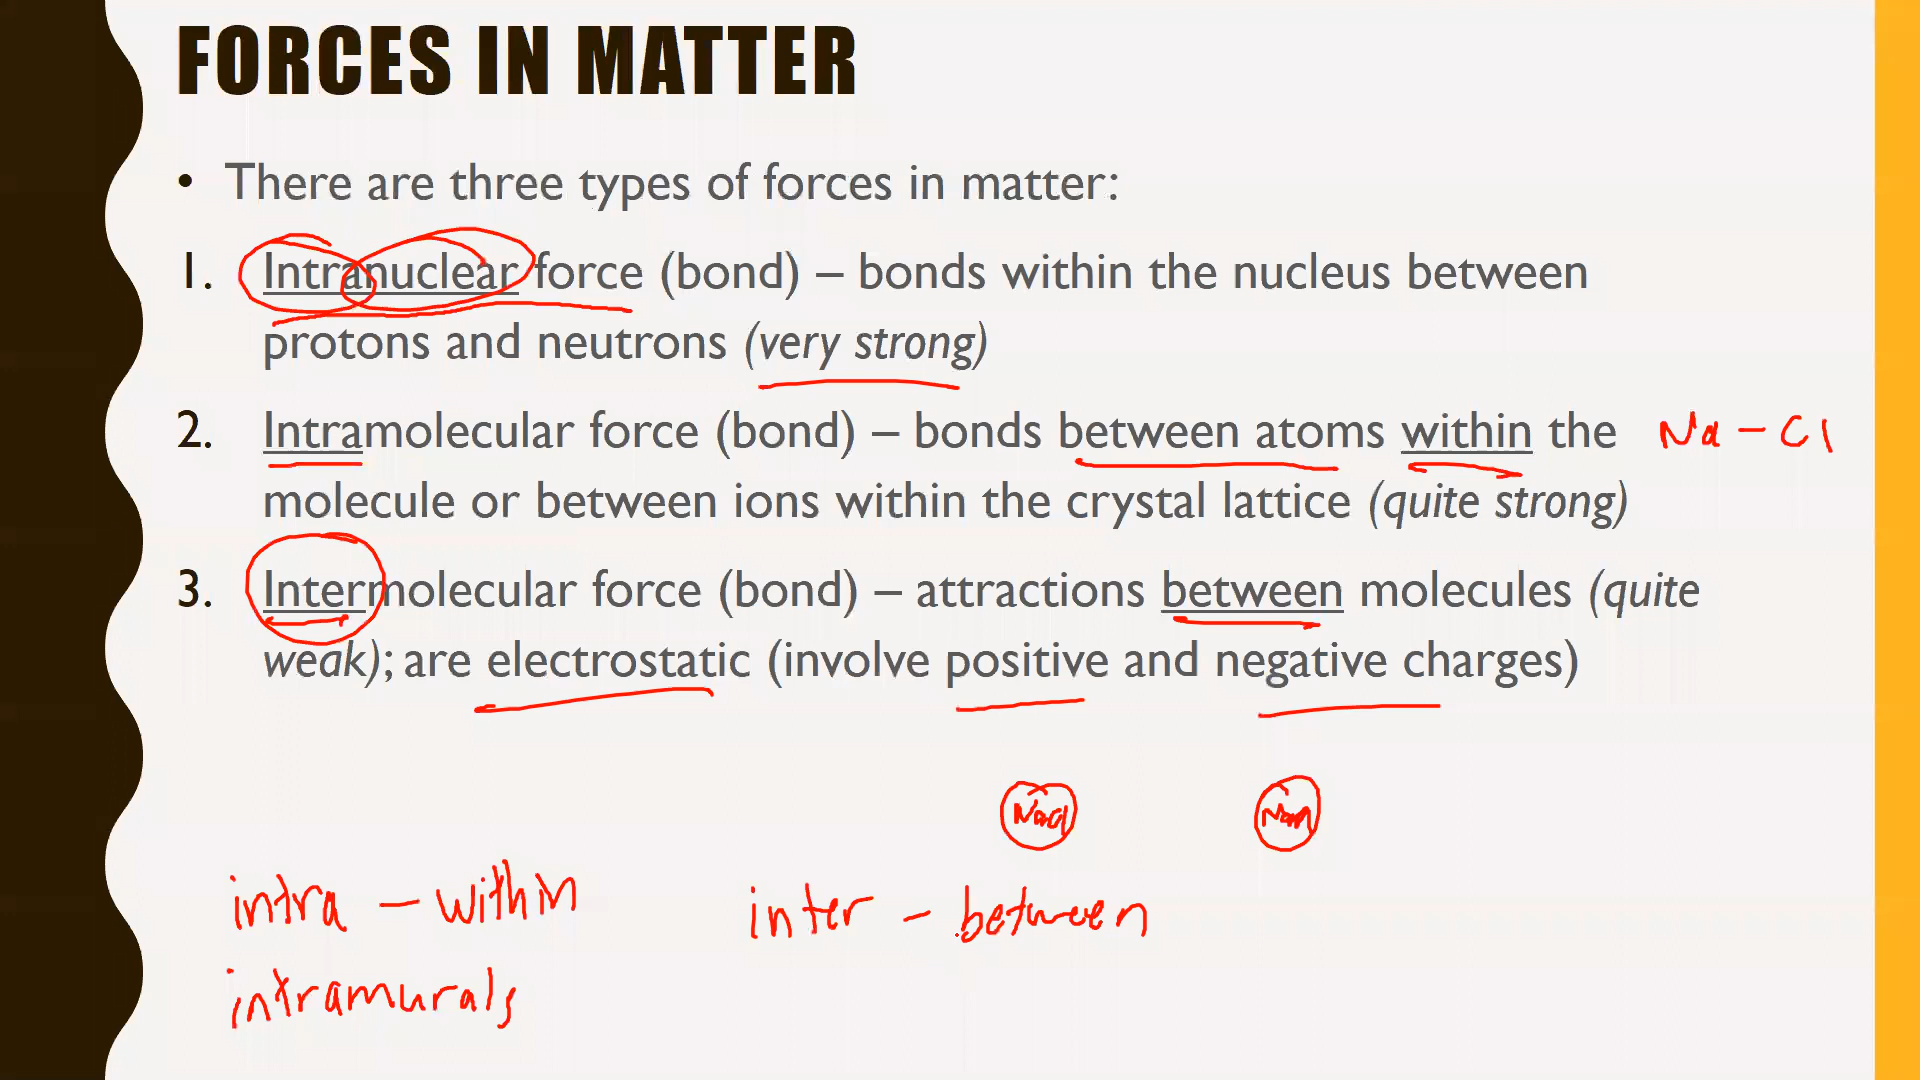 FORCES IN MATTER
• There are three types of forces in matter:
1. Intranuclear force (bond) – bonds within the nucleus between
protons and neutrons (very strong)
2. Intramolecular force (bond) – bonds between atoms within the Na – Cl
molecule or between ions within the crystal lattice (quite strong)
3. Intermolecular force (bond) – attractions between molecules (quite
weak); are electrostatic (involve positive and negative charges)
NaCl
intra – within inter – between
intramurals